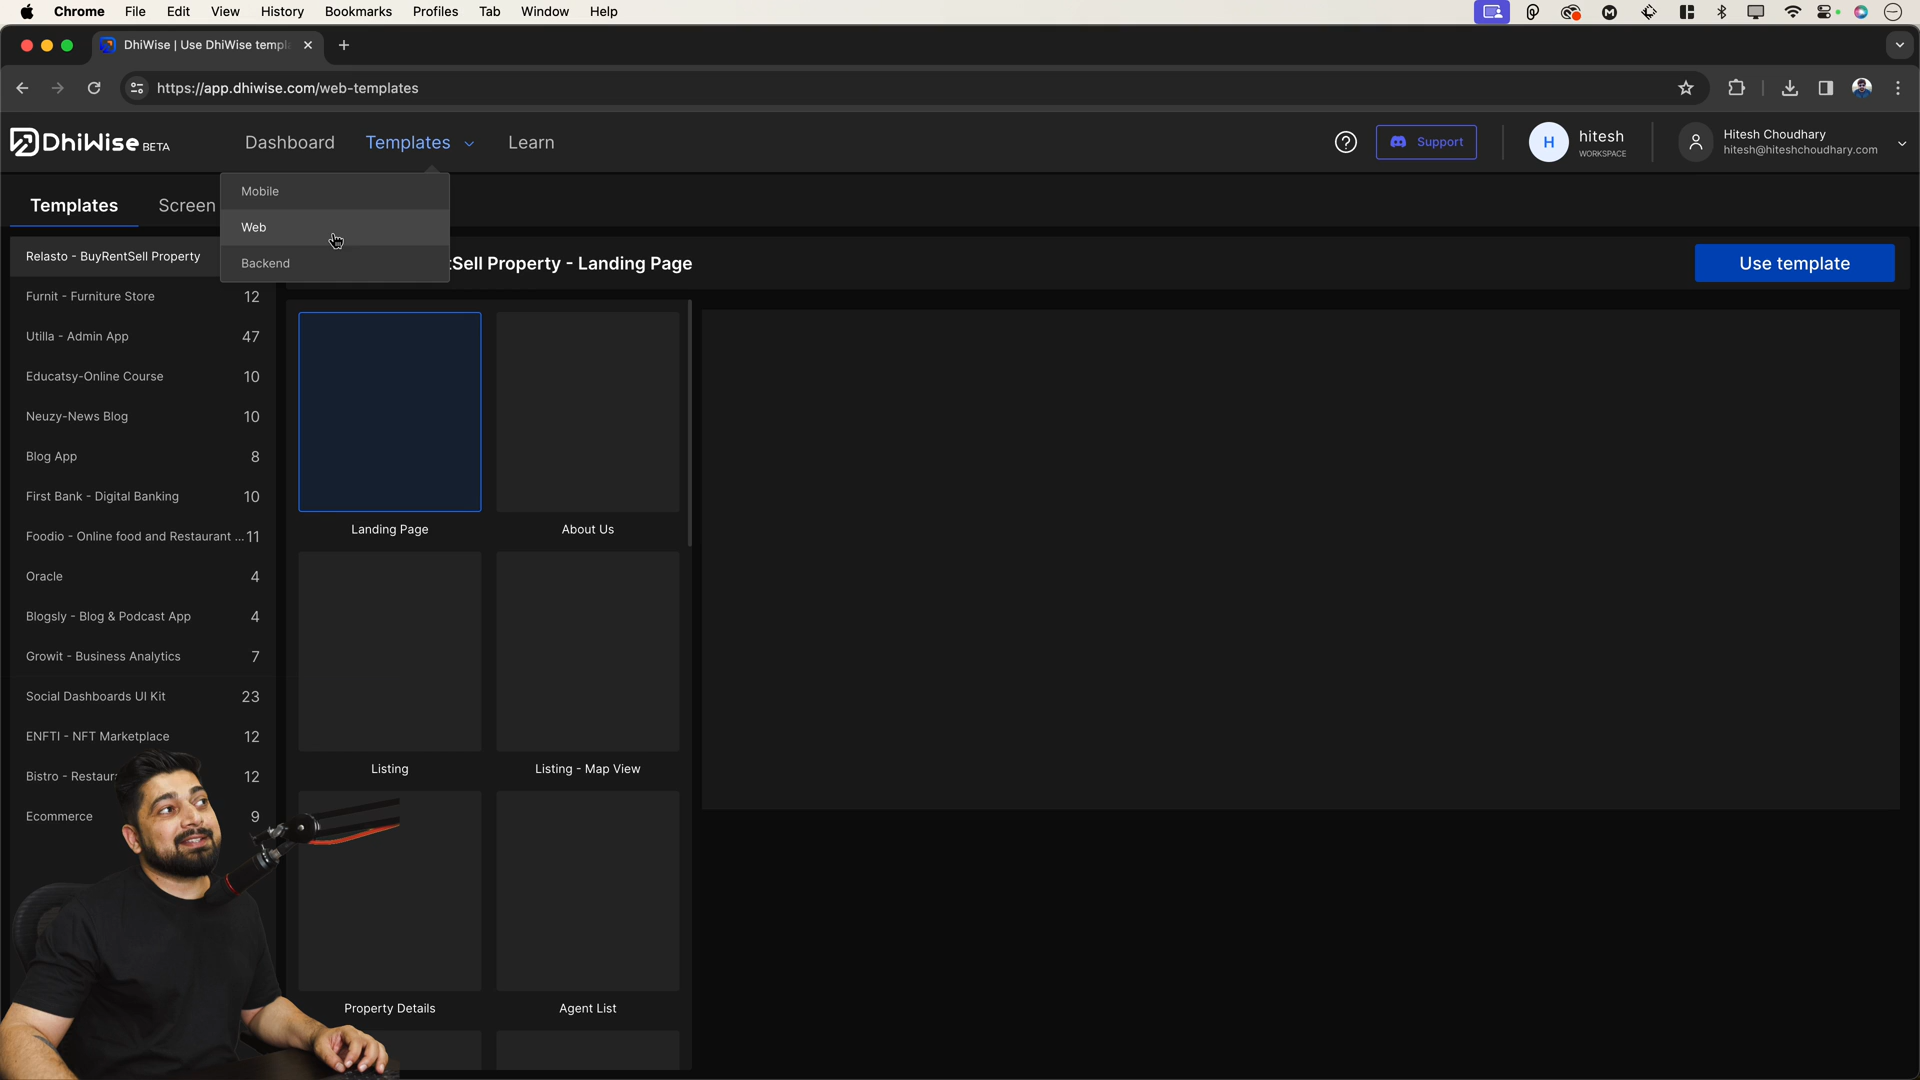 Chrome File Edit View History Bookmarks Profiles Tab Window Help
DhiWise | Use DhiWise templ
https://app.dhiwise.com/web-templates
DhiWise BETA
Dashboard
Templates
Learn
Support
H
hitesh
WORKSPACE
Hitesh Choudhary
hitesh@hiteshchoudhary.com
Mobile
Web
Backend
Templates
Screen
Relasto - BuyRentSell Property
Furnit - Furniture Store 12
Utilla - Admin App 47
Educatsy-Online Course 10
Neuzy-News Blog 10
Blog App 8
First Bank - Digital Banking 10
Foodio - Online food and Restaurant ... 11
Oracle 4
Blogsly - Blog & Podcast App 4
Growit - Business Analytics 7
Social Dashboards UI Kit 23
ENFTI - NFT Marketplace 12
Bistro - Restaur 12
Ecommerce 9
tSell Property - Landing Page
Use template
Landing Page
About Us
Listing
Listing - Map View
Property Details
Agent List